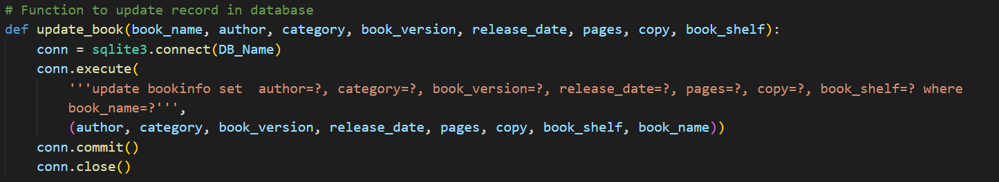 # Function to update record in database
def update_book(book_name, author, category, book_version, release_date, pages, copy, book_shelf):
    conn = sqlite3.connect(DB_Name)
    conn.execute(
        '''update bookinfo set  author=?, category=?, book_version=?, release_date=?, pages=?, copy=?, book_shelf=? where
        book_name=?''',
        (author, category, book_version, release_date, pages, copy, book_shelf, book_name))
    conn.commit()
    conn.close()